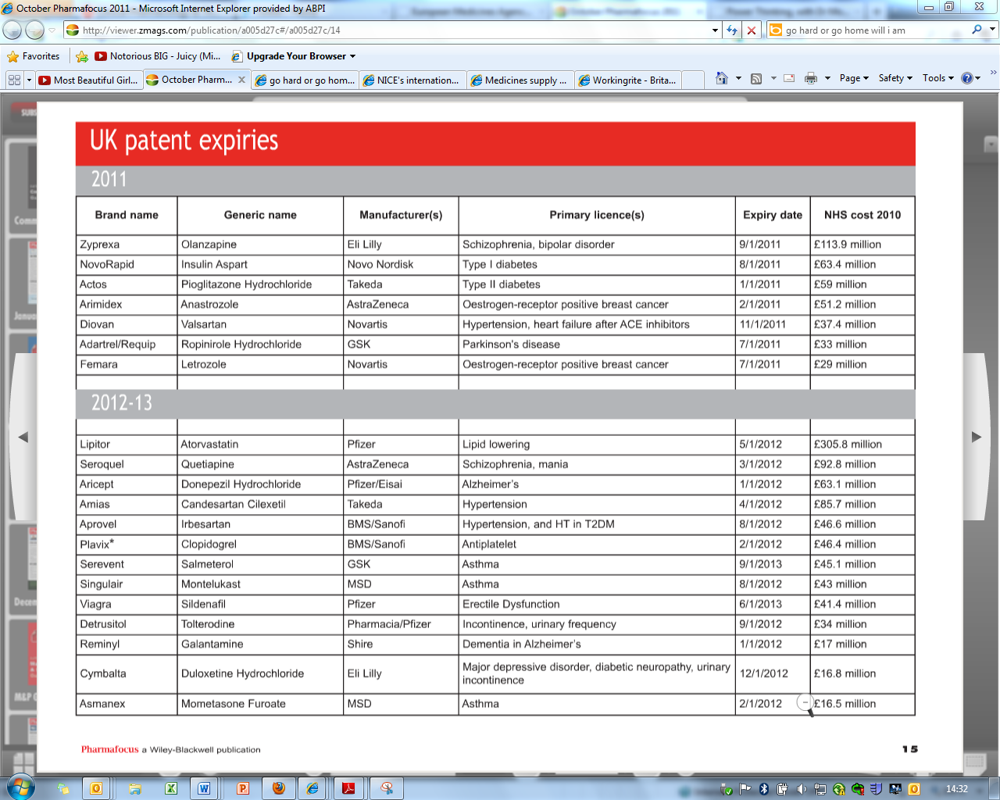 October Pharmafocus 2011 - Microsoft Internet Explorer provided by ABPI
http://viewer.zmags.com/publication/a005d27c#/a005d27c/14
go hard or go home will i am
Favorites Notorious BIG - Juicy (Mi... Upgrade Your Browser
Most Beautiful Girl... October Pharm... go hard or go hom... NICE's internation... Medicines supply ... Workingrite - Brita... Page Safety Tools
UK patent expiries
2011
Brand name Generic name Manufacturer(s) Primary licence(s) Expiry date NHS cost 2010
Zyprexa Olanzapine Eli Lilly Schizophrenia, bipolar disorder 9/1/2011 £113.9 million
NovoRapid Insulin Aspart Novo Nordisk Type I diabetes 8/1/2011 £63.4 million
Actos Pioglitazone Hydrochloride Takeda Type II diabetes 1/1/2011 £59 million
Arimidex Anastrozole AstraZeneca Oestrogen-receptor positive breast cancer 2/1/2011 £51.2 million
Diovan Valsartan Novartis Hypertension, heart failure after ACE inhibitors 11/1/2011 £37.4 million
Adartrel/Requip Ropinirole Hydrochloride GSK Parkinson's disease 7/1/2011 £33 million
Femara Letrozole Novartis Oestrogen-receptor positive breast cancer 7/1/2011 £29 million
2012-13
Lipitor Atorvastatin Pfizer Lipid lowering 5/1/2012 £305.8 million
Seroquel Quetiapine AstraZeneca Schizophrenia, mania 3/1/2012 £92.8 million
Aricept Donepezil Hydrochloride Pfizer/Eisai Alzheimer's 1/1/2012 £63.1 million
Amias Candesartan Cilexetil Takeda Hypertension 4/1/2012 £85.7 million
Aprovel Irbesartan BMS/Sanofi Hypertension, and HT in T2DM 8/1/2012 £46.6 million
Plavix* Clopidogrel BMS/Sanofi Antiplatelet 2/1/2012 £46.4 million
Serevent Salmeterol GSK Asthma 9/1/2013 £45.1 million
Singulair Montelukast MSD Asthma 8/1/2012 £43 million
Viagra Sildenafil Pfizer Erectile Dysfunction 6/1/2013 £41.4 million
Detrusitol Tolterodine Pharmacia/Pfizer Incontinence, urinary frequency 9/1/2012 £34 million
Reminyl Galantamine Shire Dementia in Alzheimer's 1/1/2012 £17 million
Cymbalta Duloxetine Hydrochloride Eli Lilly Major depressive disorder, diabetic neuropathy, urinary incontinence 12/1/2012 £16.8 million
Asmanex Mometasone Furoate MSD Asthma 2/1/2012 £16.5 million
Pharmafocus a Wiley-Blackwell publication 15
14:32